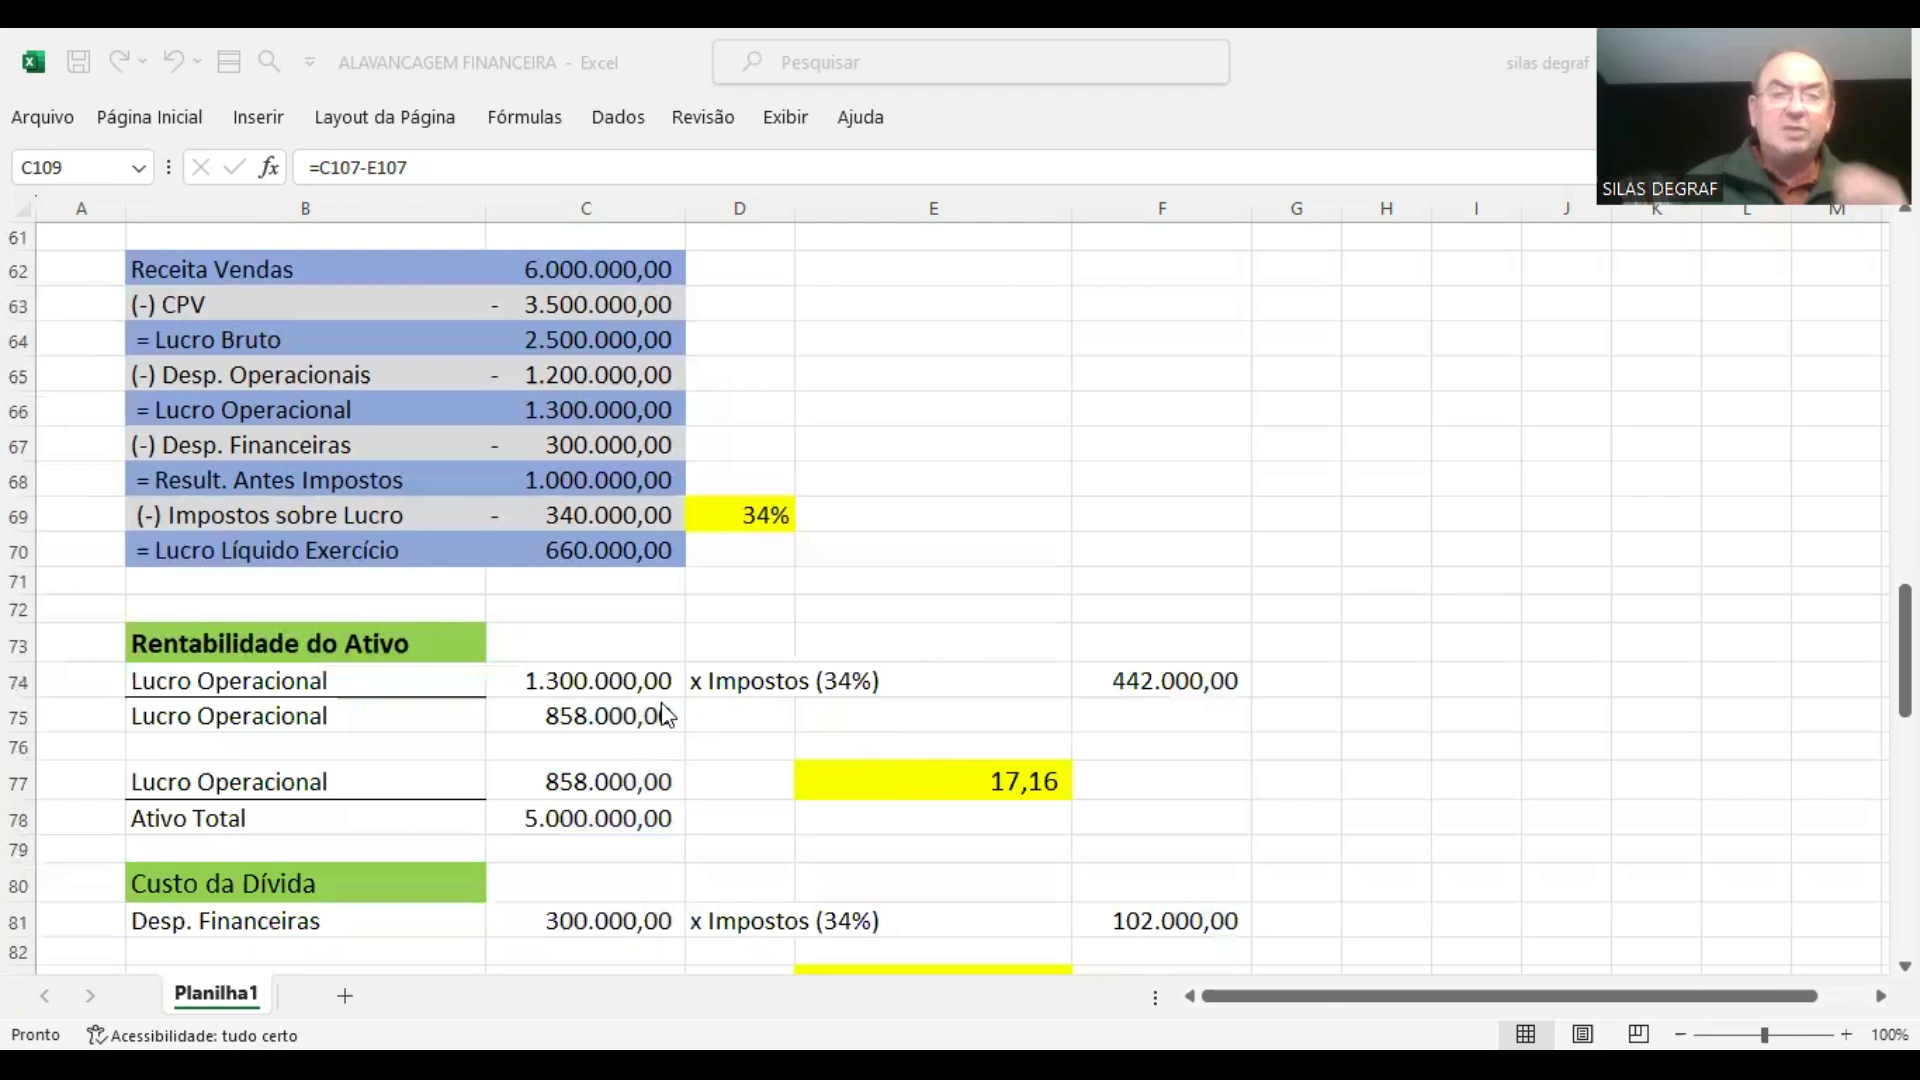 ALAVANCAGEM FINANCEIRA - Excel
Pesquisar
silas degraf
Arquivo Página Inicial Inserir Layout da Página Fórmulas Dados Revisão Exibir Ajuda
SILAS DEGRAF
C109 fx =C107-E107
A B C D E F G H I J K L M
61
62 Receita Vendas 6.000.000,00
63 (-) CPV - 3.500.000,00
64 = Lucro Bruto 2.500.000,00
65 (-) Desp. Operacionais - 1.200.000,00
66 = Lucro Operacional 1.300.000,00
67 (-) Desp. Financeiras - 300.000,00
68 = Result. Antes Impostos 1.000.000,00
69 (-) Impostos sobre Lucro - 340.000,00 34%
70 = Lucro Líquido Exercício 660.000,00
71
72
73 Rentabilidade do Ativo
74 Lucro Operacional 1.300.000,00 x Impostos (34%) 442.000,00
75 Lucro Operacional 858.000,00
76
77 Lucro Operacional 858.000,00 17,16
78 Ativo Total 5.000.000,00
79
80 Custo da Dívida
81 Desp. Financeiras 300.000,00 x Impostos (34%) 102.000,00
82
Planilha1
Pronto Acessibilidade: tudo certo 100%